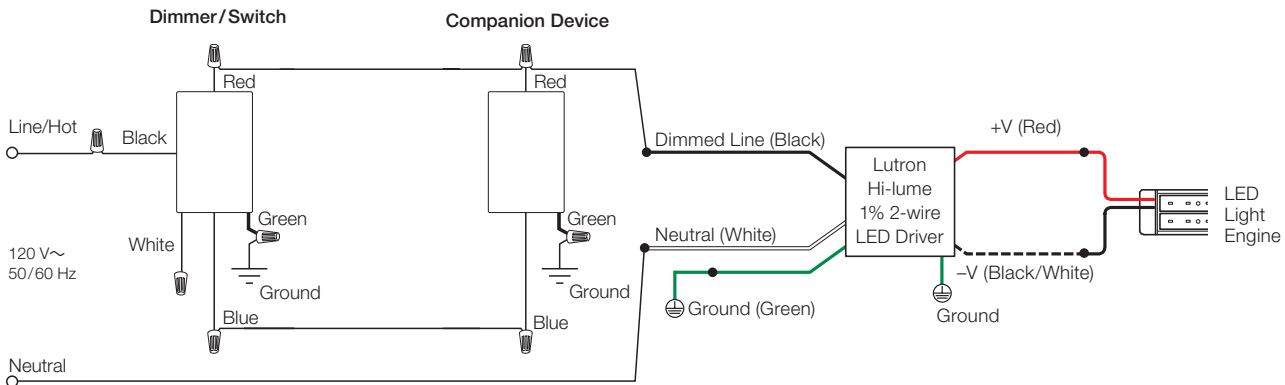 Dimmer/Switch
Companion Device
Red
Red
Line/Hot
Black
Dimmed Line (Black)
+V (Red)
Lutron
Hi-lume
1% 2-wire
LED Driver
LED
Light
Engine
Green
Green
White
Neutral (White)
120 V~
50/60 Hz
Ground
Ground
–V (Black/White)
Ground (Green)
Ground
Blue
Blue
Neutral